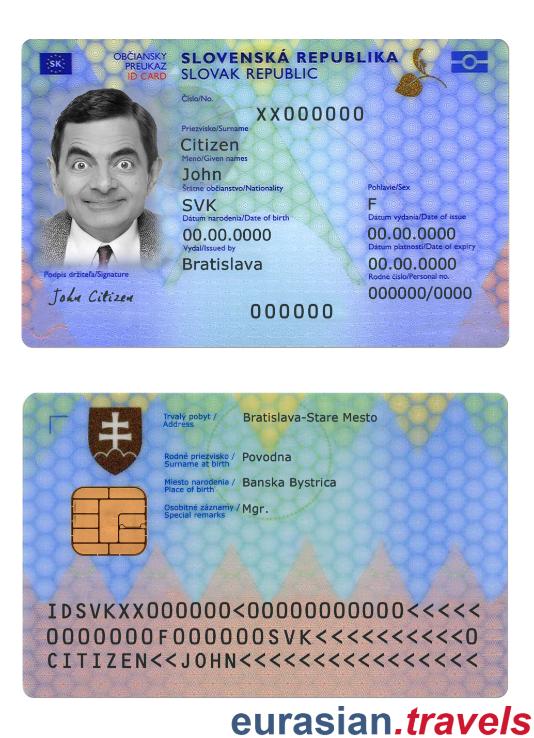 SK
OBČIANSKY
PREUKAZ
ID CARD
SLOVENSKÁ REPUBLIKA
SLOVAK REPUBLIC
Číslo/No.
XX000000
Priezvisko/Surname
Citizen
Meno/Given names
John
Štátne občianstvo/Nationality
SVK
Pohlavie/Sex
F
Dátum narodenia/Date of birth
00.00.0000
Dátum vydania/Date of issue
00.00.0000
Vydal/Issued by
Bratislava
Dátum platnosti/Date of expiry
00.00.0000
Rodné číslo/Personal no.
000000/0000
Podpis držiteľa/Signature
John Citizen
000000
Trvalý pobyt /
Address
Bratislava-Stare Mesto
Rodné priezvisko /
Surname at birth
Povodna
Miesto narodenia /
Place of birth
Banska Bystrica
Osobitné záznamy /
Special remarks
Mgr.
IDSVKXX000000<00000000000<<<<<
0000000F000000SVK<<<<<<<<<<<0
CITIZEN<<JOHN<<<<<<<<<<<<<<<<<
eurasian.travels